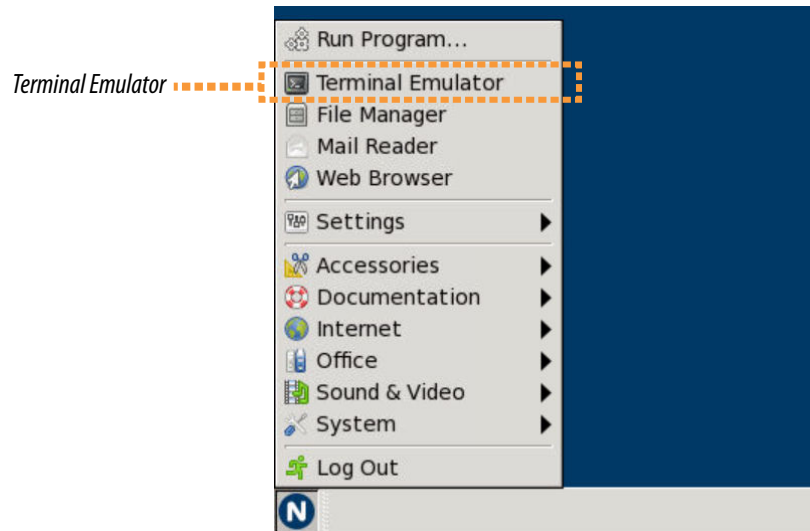 Run Program...
Terminal Emulator
Terminal Emulator
File Manager
Mail Reader
Web Browser
Settings
Accessories
Documentation
Internet
Office
Sound & Video
System
Log Out
N